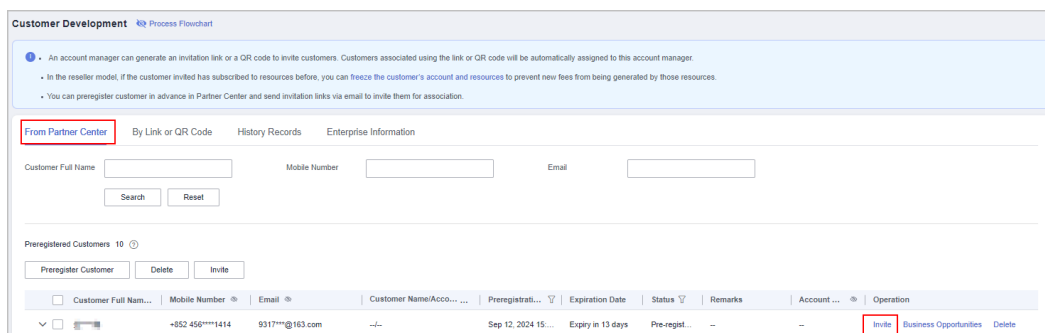 Customer Development Process Flowchart
• An account manager can generate an invitation link or a QR code to invite customers. Customers associated using the link or QR code will be automatically assigned to this account manager.
• In the reseller model, if the customer invited has subscribed to resources before, you can freeze the customer's account and resources to prevent new fees from being generated by those resources.
• You can preregister customer in advance in Partner Center and send invitation links via email to invite them for association.
From Partner Center By Link or QR Code History Records Enterprise Information
Customer Full Name Mobile Number Email
Search Reset
Preregistered Customers 10 ?
Preregister Customer Delete Invite
Customer Full Nam... Mobile Number Email Customer Name/Acco... ... Preregistrati... Expiration Date Status Remarks Account ... Operation
+852 456****1414 9317***@163.com --/-- Sep 12, 2024 15:... Expiry in 13 days Pre-regist... -- -- Invite Business Opportunities Delete